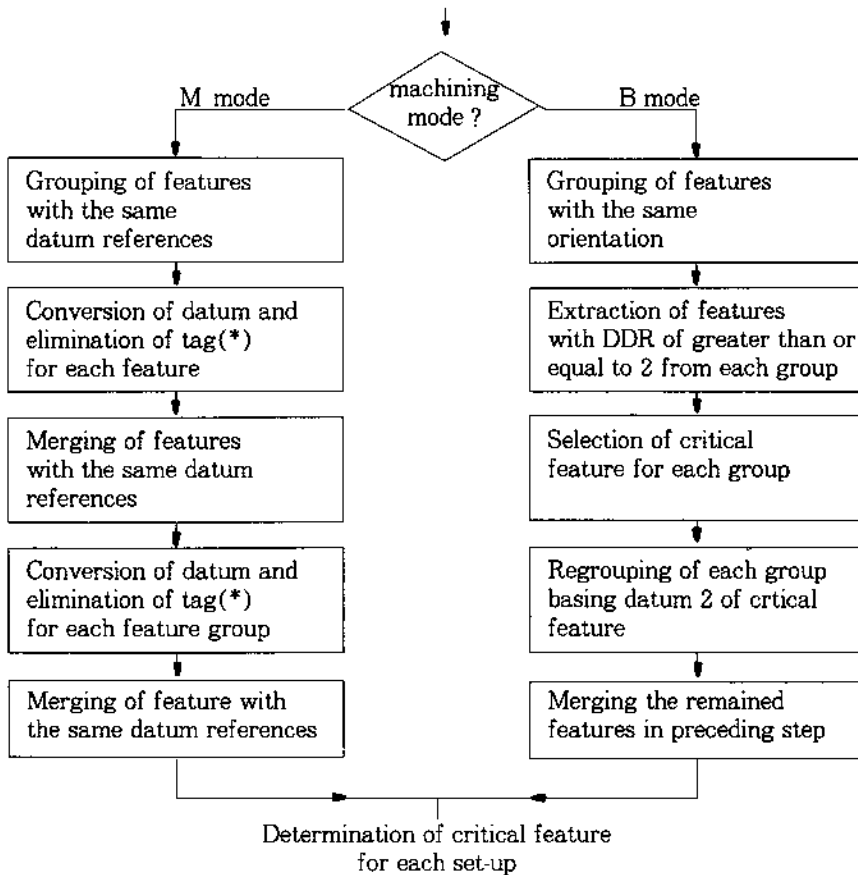 machining
mode ?
M mode
B mode
Grouping of features
with the same
datum references
Conversion of datum and
elimination of tag(*)
for each feature
Merging of features
with the same datum
references
Conversion of datum and
elimination of tag(*)
for each feature group
Merging of feature with
the same datum references
Grouping of features
with the same
orientation
Extraction of features
with DDR of greater than or
equal to 2 from each group
Selection of critical
feature for each group
Regrouping of each group
basing datum 2 of crtical
feature
Merging the remained
features in preceding step
Determination of critical feature
for each set-up